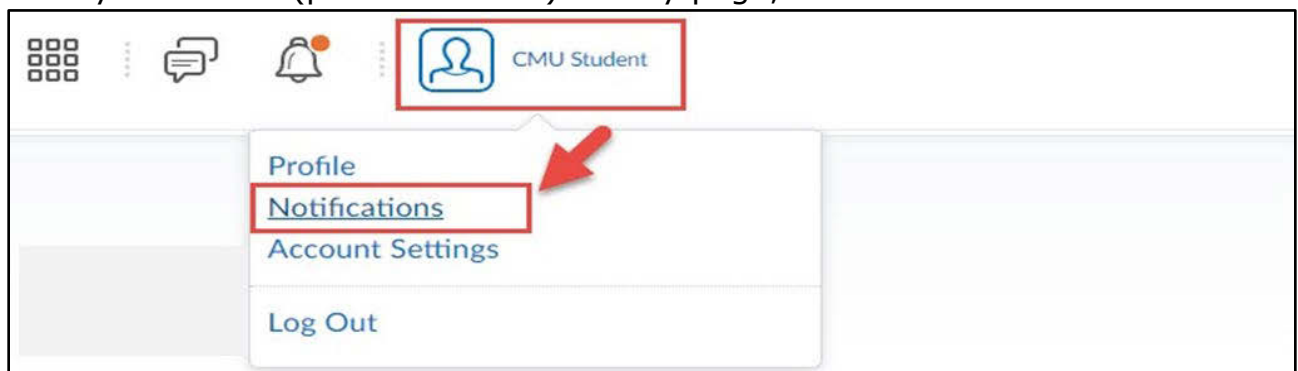 CMU Student
Profile
Notifications
Account Settings
Log Out